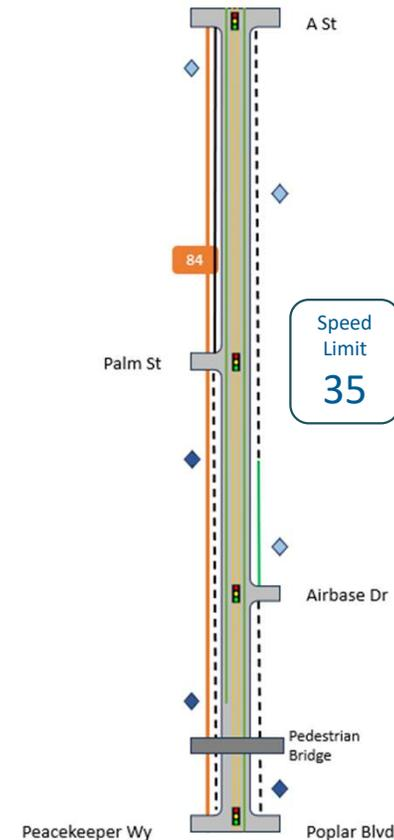 A St
84
Speed
Limit
35
Palm St
Airbase Dr
Pedestrian
Bridge
Peacekeeper Wy
Poplar Blvd